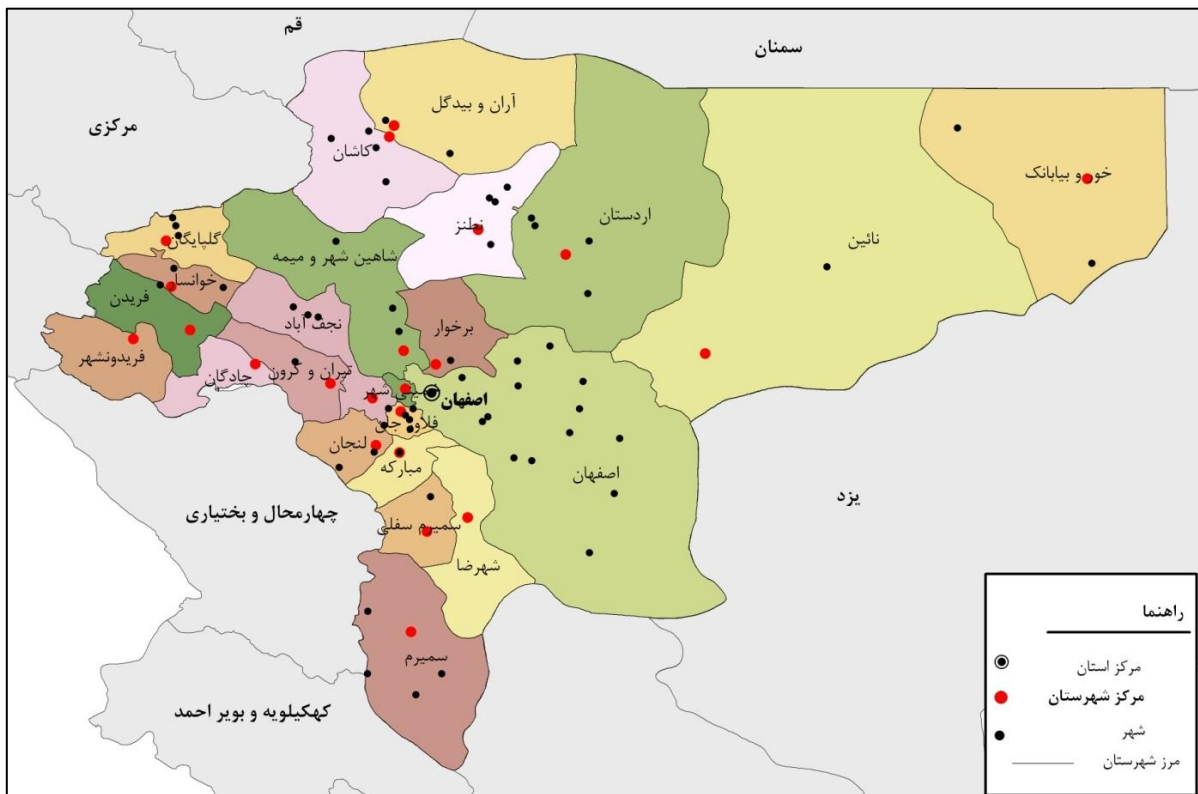 قم
سمنان
آران و بیدگل
مرکزی
کاشان
خور و بیابانک
اردستان
نطنز
نائین
گلپایگان
شاهین شهر و میمه
خوانسار
فریدن
نجف آباد
برخوار
فریدونشهر
تیران و کرون
چادگان
خمینی شهر
اصفهان
فلاورجان
لنجان
مبارکه
اصفهان
یزد
چهارمحال و بختیاری
سمیرم سفلی
شهرضا
سمیرم
کهکیلویه و بویر احمد
راهنما
مرکز استان
مرکز شهرستان
شهر
مرز شهرستان